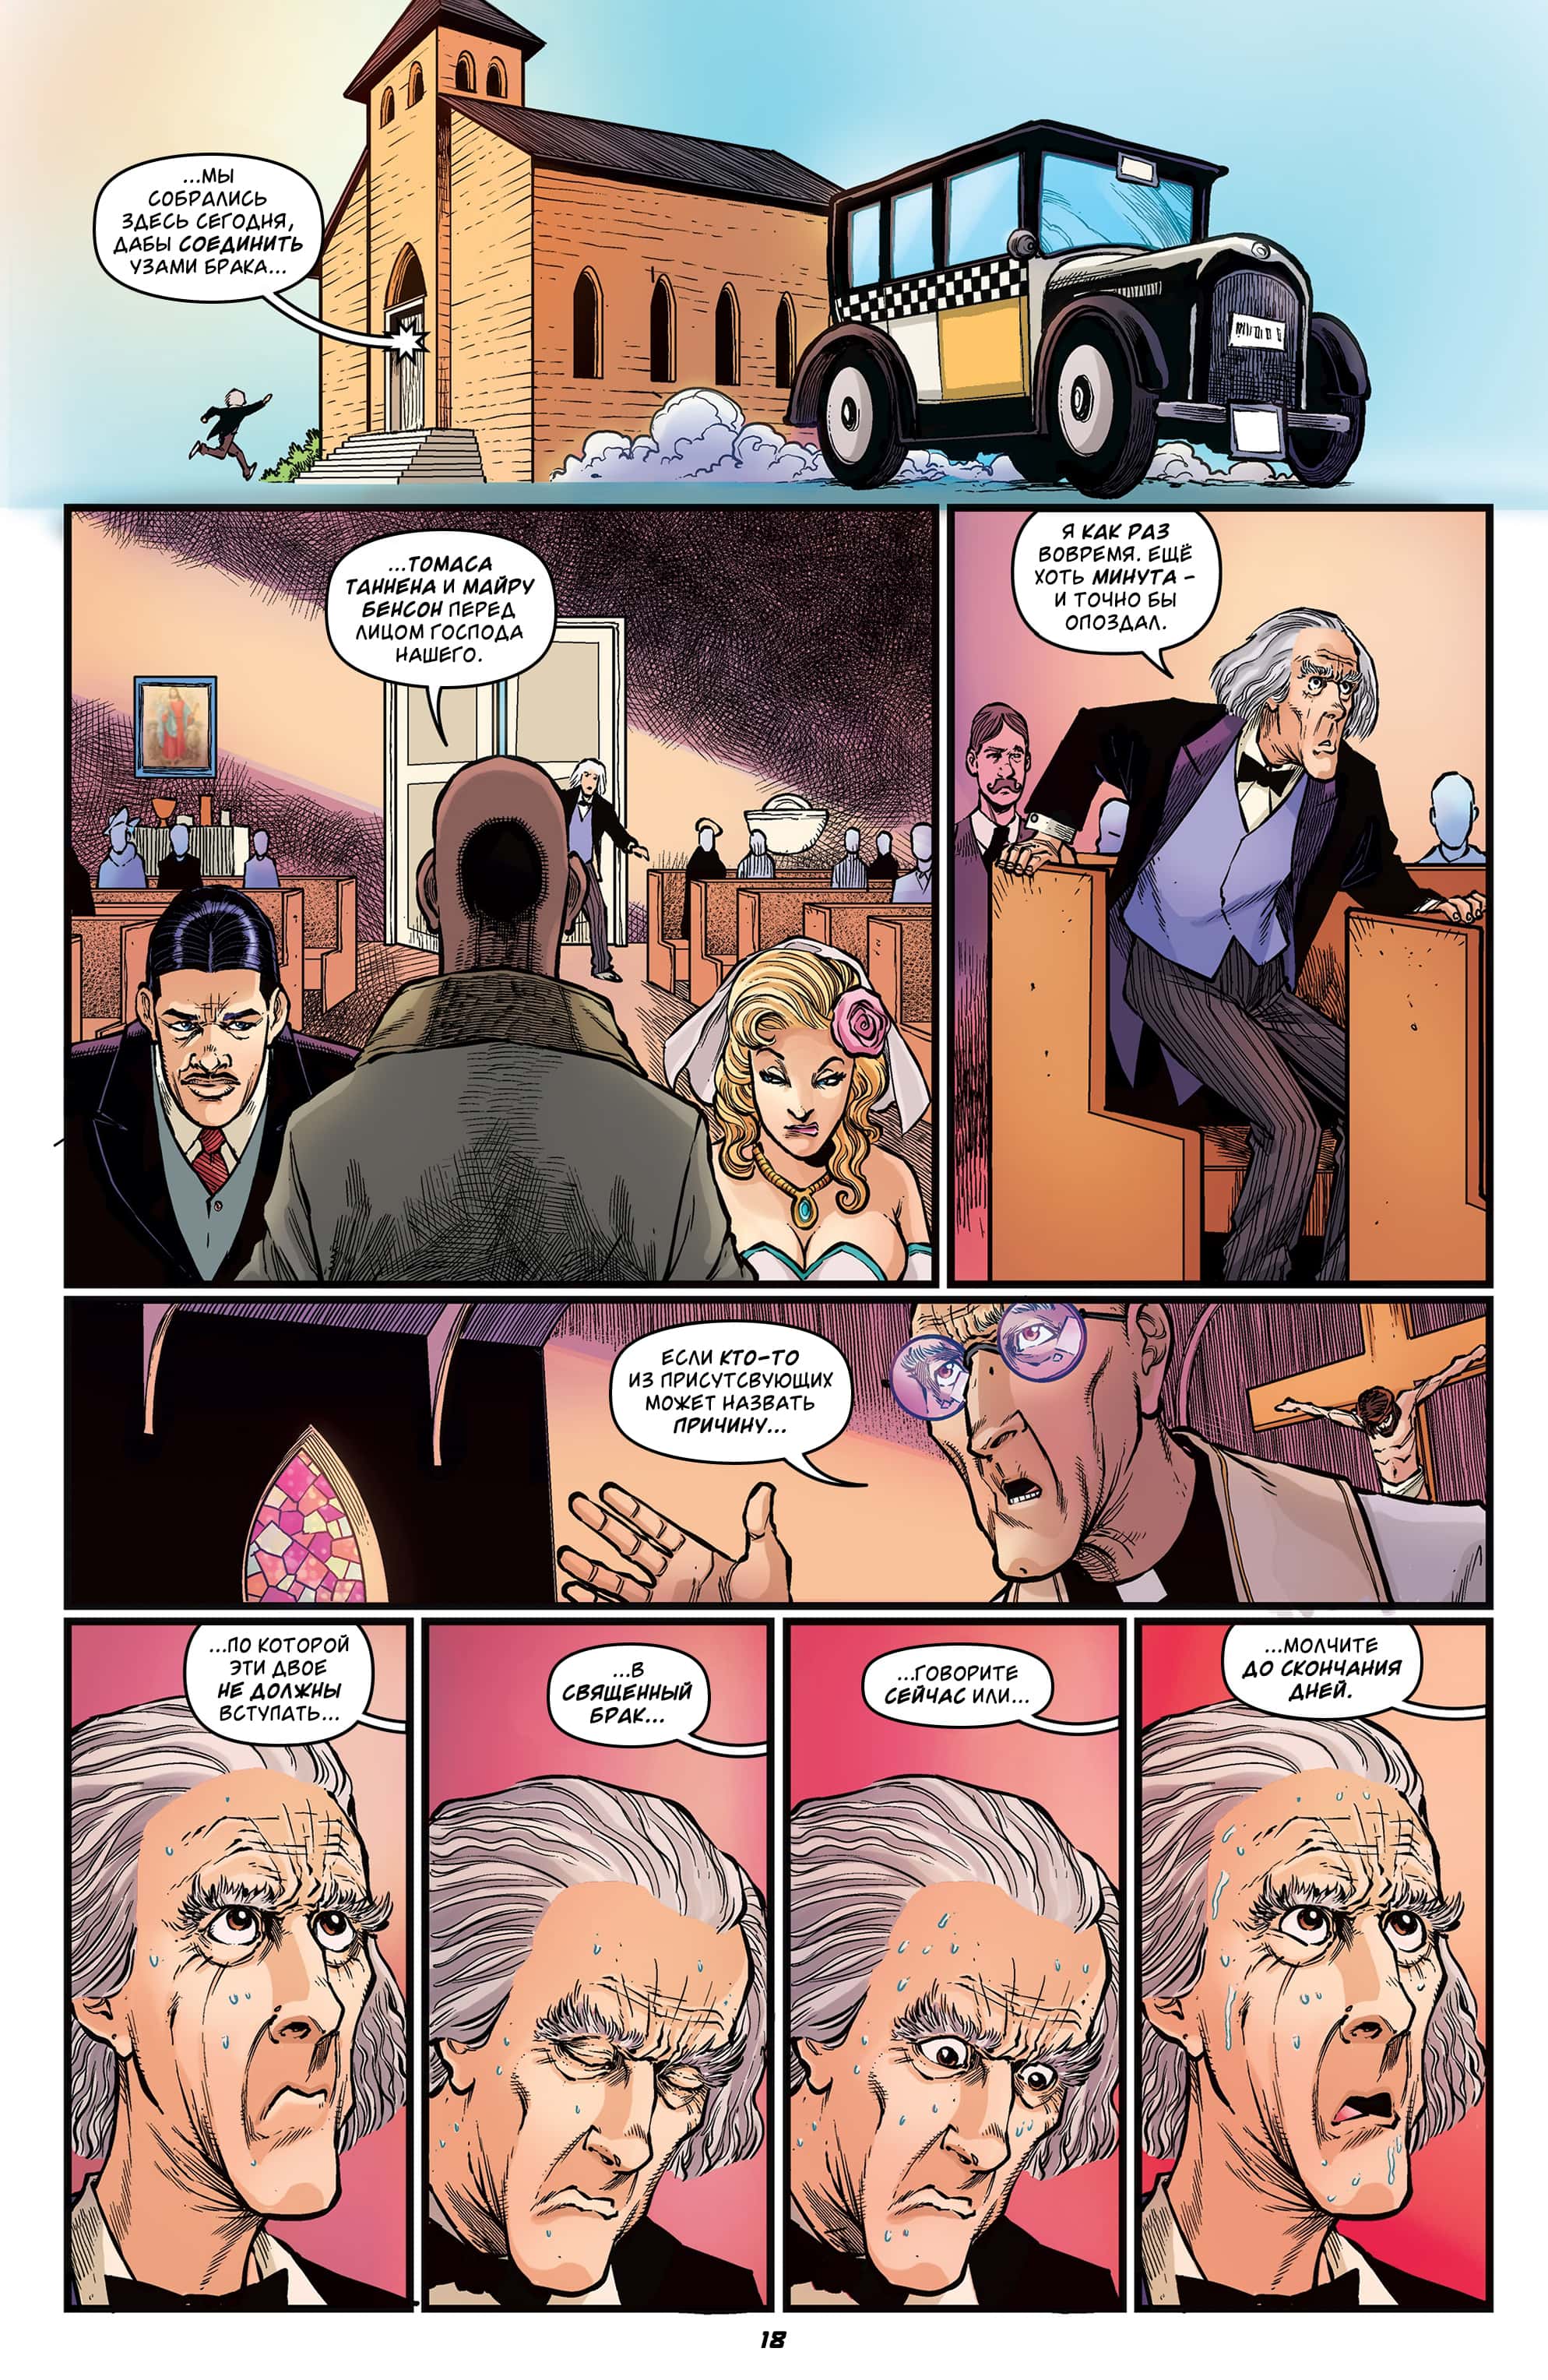 ...МЫ
СОБРАЛИСЬ
ЗДЕСЬ СЕГОДНЯ,
ДАБЫ СОЕДИНИТЬ
УЗАМИ БРАКА...
...ТОМАСА
ТАННЕНА И МАЙРУ
БЕНСОН ПЕРЕД
ЛИЦОМ ГОСПОДА
НАШЕГО.
Я КАК РАЗ
ВОВРЕМЯ. ЕЩЁ
ХОТЬ МИНУТА -
И ТОЧНО БЫ
ОПОЗДАЛ.
ЕСЛИ КТО-ТО
ИЗ ПРИСУТСВУЮЩИХ
МОЖЕТ НАЗВАТЬ
ПРИЧИНУ...
...ПО КОТОРОЙ
ЭТИ ДВОЕ
НЕ ДОЛЖНЫ
ВСТУПАТЬ...
...В
СВЯЩЕННЫЙ
БРАК...
...ГОВОРИТЕ
СЕЙЧАС ИЛИ...
...МОЛЧИТЕ
ДО СКОНЧАНИЯ
ДНЕЙ.
18